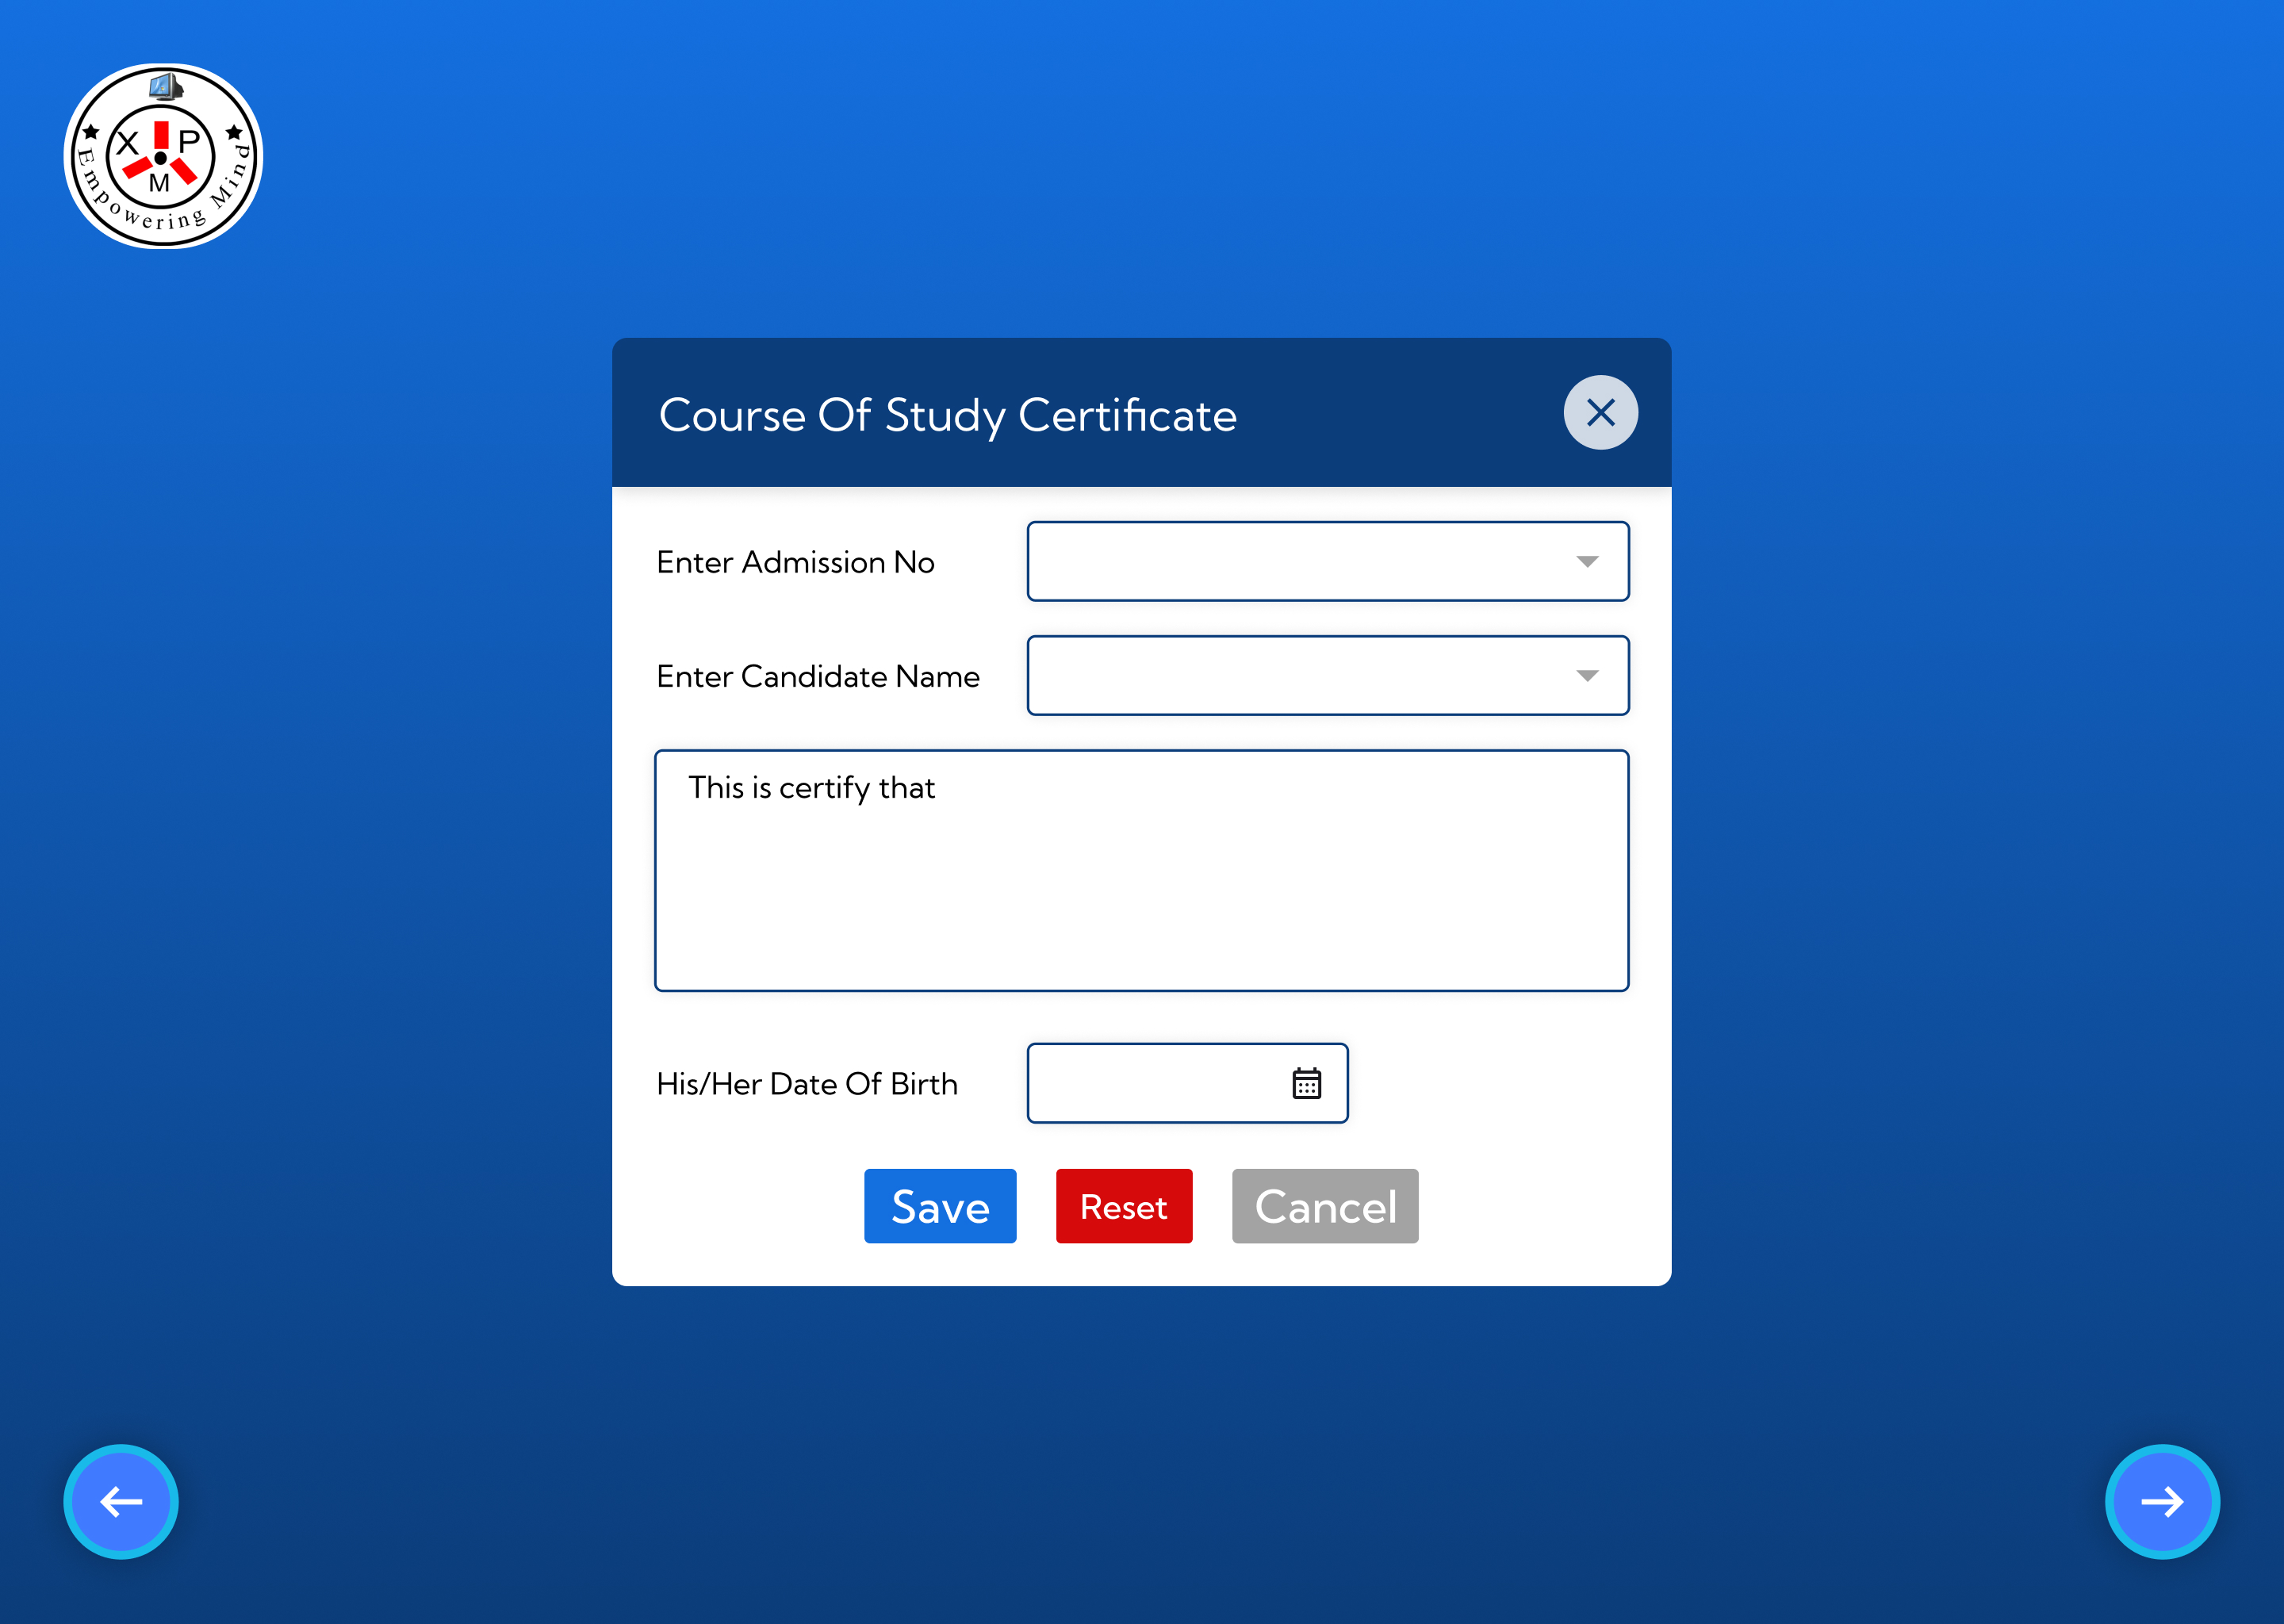 X P
M
Empowering Mind
Course Of Study Certificate
Enter Admission No
Enter Candidate Name
This is certify that
His/Her Date Of Birth
Save Reset Cancel